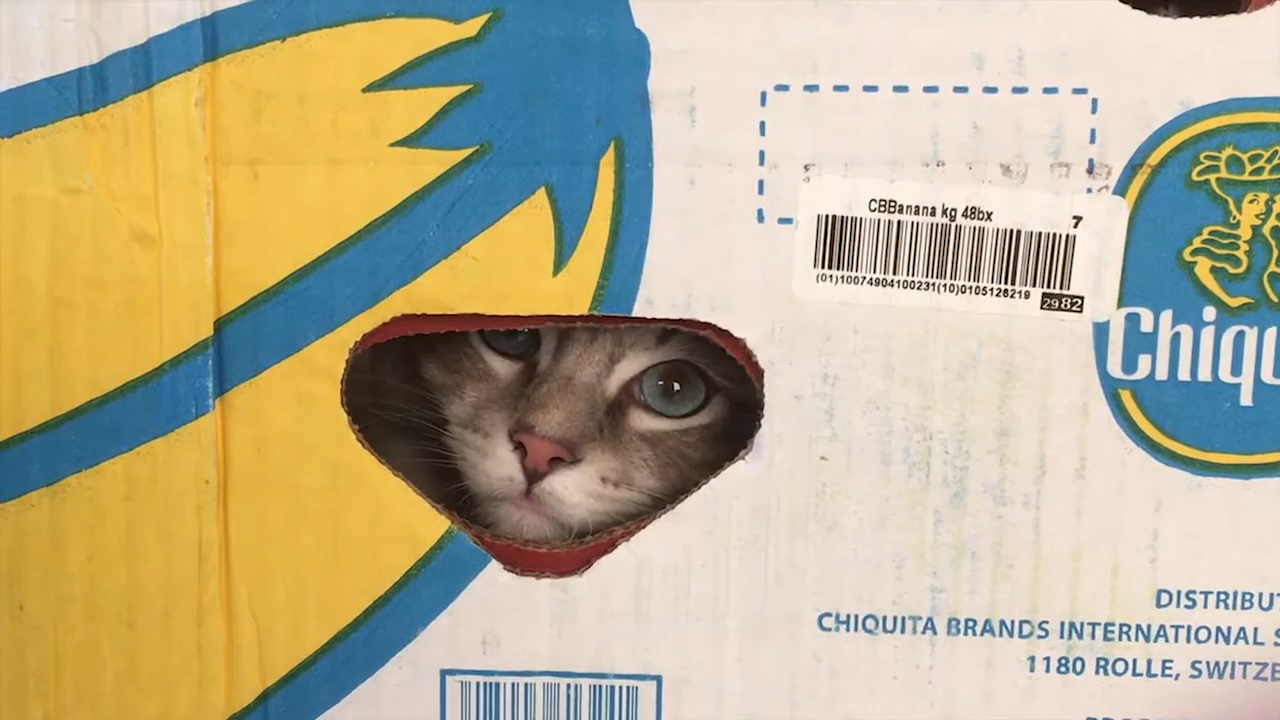 CBBanana kg 48bx 7
(01)10074904100231(10)0105126219 2982
Chiqu
DISTRIBUT
CHIQUITA BRANDS INTERNATIONAL S
1180 ROLLE, SWITZE